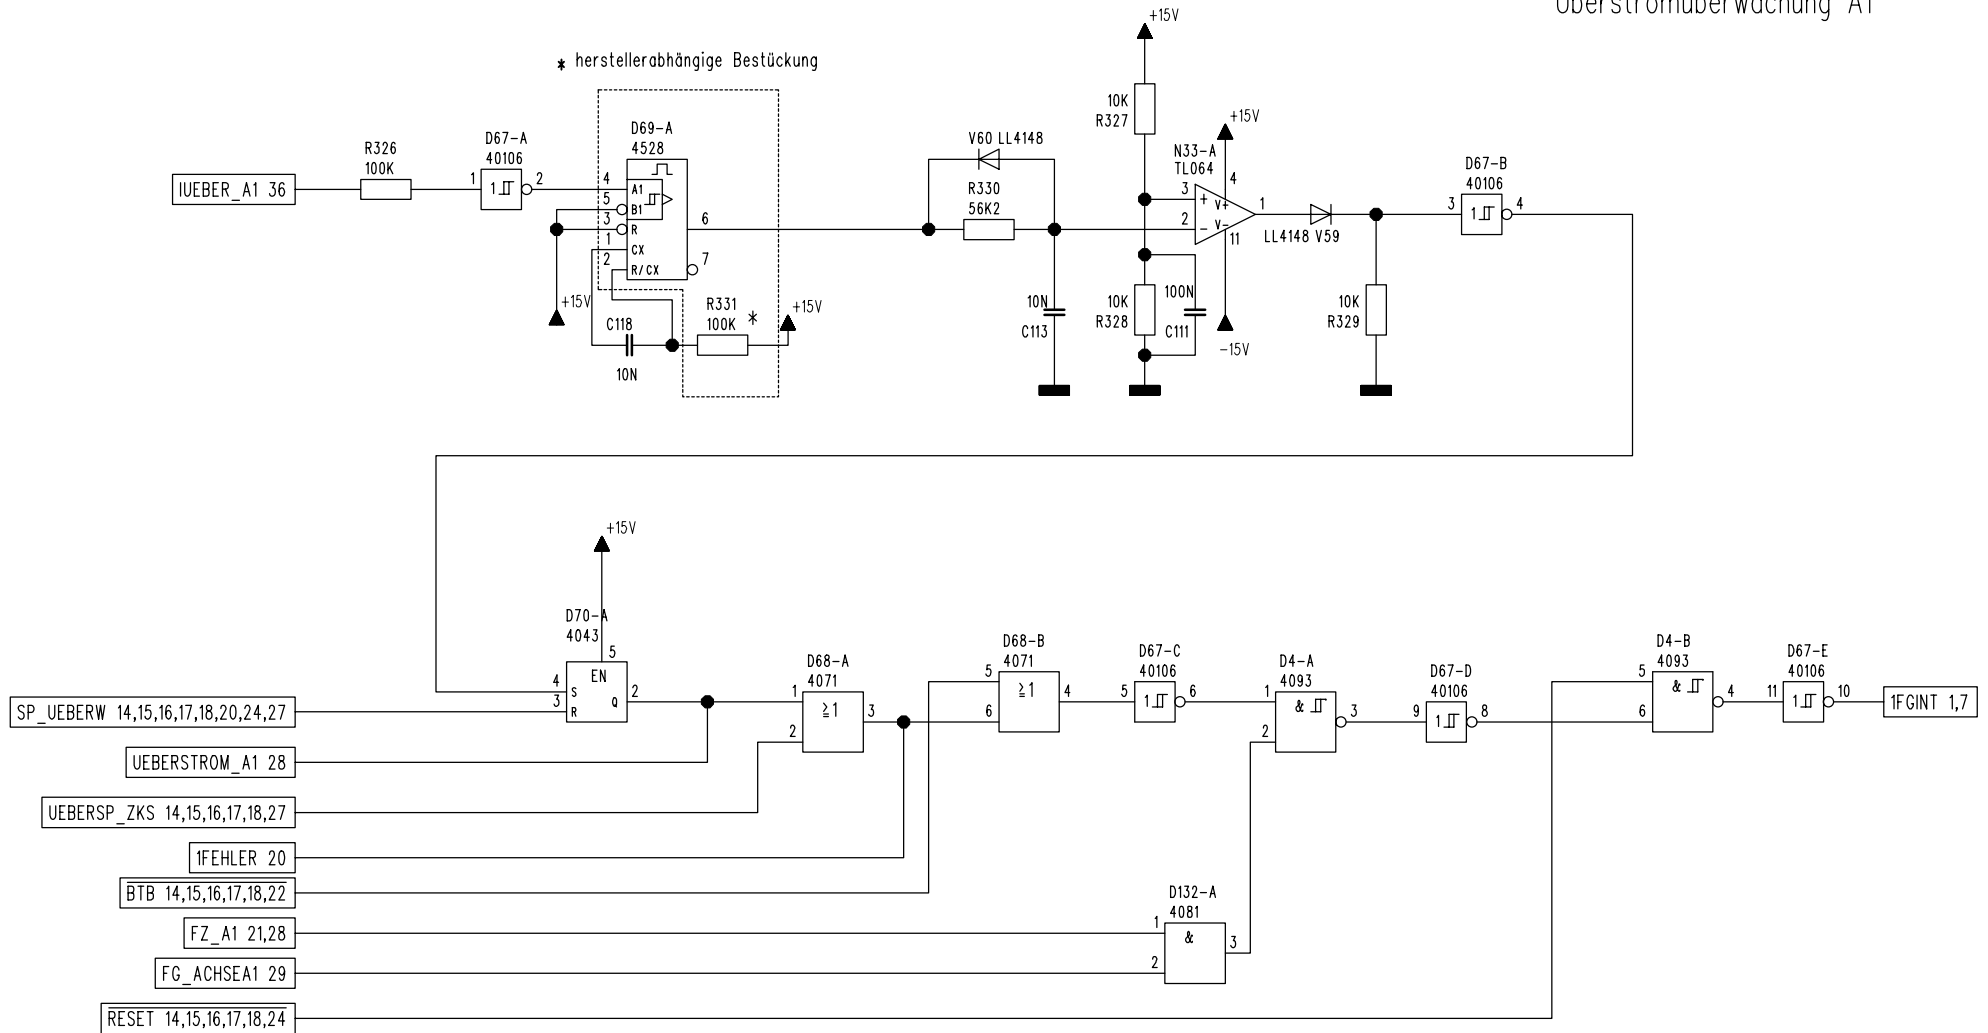 Überstromüberwachung A1
* herstellerabhängige Bestückung
IUEBER_A1 36
R326
100K
D67-A
40106
1
1
2
D69-A
4528
4
5
3
1
2
A1
B1
R
CX
R/CX
6
7
+15V
C118
10N
R331
100K *
+15V
V60 LL4148
R330
56K2
10N
C113
+15V
10K
R327
10K
R328
100N
C111
N33-A
TL064
+15V
3
2
+
-
V+
V-
4
11
1
-15V
LL4148 V59
10K
R329
D67-B
40106
3
1
4
+15V
D70-A
4043
5
EN
4
3
S
R
Q
2
D68-A
4071
1
2
≥1
3
D68-B
4071
5
6
≥1
4
D67-C
40106
5
1
6
D4-A
4093
1
2
&
3
D67-D
40106
9
1
8
D4-B
4093
5
6
&
4
D67-E
40106
11
1
10
1FGINT 1,7
SP_UEBERW 14,15,16,17,18,20,24,27
UEBERSTROM_A1 28
UEBERSP_ZKS 14,15,16,17,18,27
1FEHLER 20
BTB 14,15,16,17,18,22
FZ_A1 21,28
FG_ACHSEA1 29
RESET 14,15,16,17,18,24
D132-A
4081
1
2
&
3